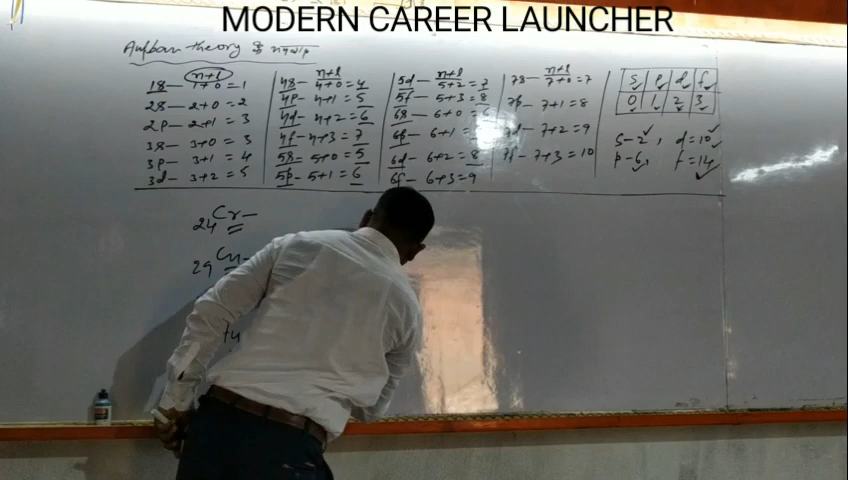 MODERN CAREER LAUNCHER
Aufbau theory
n+l
1s— 1+0=1
2s— 2+0=2
2p— 2+1=3
3s— 3+0=3
3p— 3+1=4
3d— 3+2=5
n+l
4s— 4+0=4
4p— 4+1=5
4d— 4+2=6
4f— 4+3=7
5s— 5+0=5
5p— 5+1=6
n+l
5d— 5+2=7
5f— 5+3=8
6s— 6+0=6
6p— 6+1=
6d— 6+2=8
6f— 6+3=9
n+l
7s— 7+0=7
7p— 7+1=8
7d— 7+2=9
7f— 7+3=10
s p d f
0 1 2 3
s-2, d=10
p-6, f=14
24Cr—
29Cu—
74